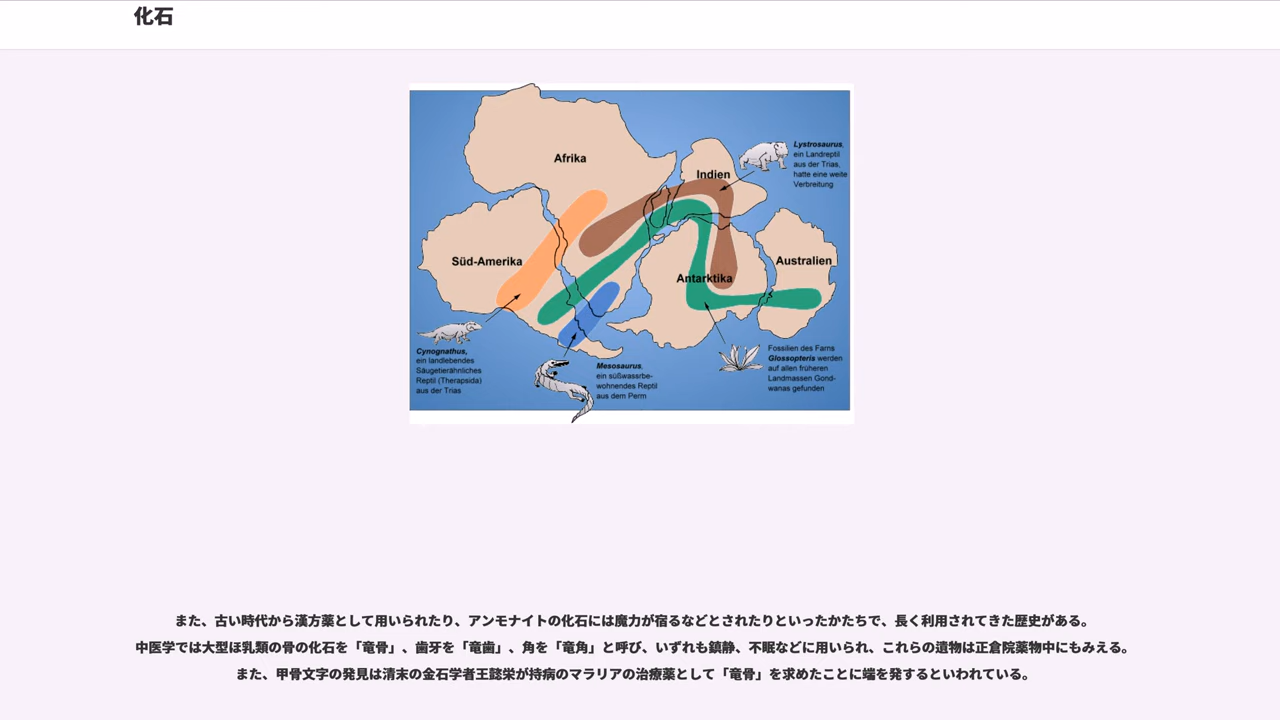 化石
Afrika
Indien
Lystrosaurus,
ein Landreptil
aus der Trias,
hatte eine weite
Verbreitung
Süd-Amerika
Antarktika
Australien
Cynognathus,
ein landlebendes
Säugetierähnliches
Reptil (Therapsida)
aus der Trias
Mesosaurus,
ein süßwassrbe-
wohnendes Reptil
aus dem Perm
Fossilien des Farns
Glossopteris werden
auf allen früheren
Landmassen Gond-
wanas gefunden
また、古い時代から漢方薬として用いられたり、アンモナイトの化石には魔力が宿るなどとされたりといったかたちで、長く利用されてきた歴史がある。
中医学では大型ほ乳類の骨の化石を「竜骨」、歯牙を「竜歯」、角を「竜角」と呼び、いずれも鎮静、不眠などに用いられ、これらの遺物は正倉院薬物中にもみえる。
また、甲骨文字の発見は清末の金石学者王懿栄が持病のマラリアの治療薬として「竜骨」を求めたことに端を発するといわれている。